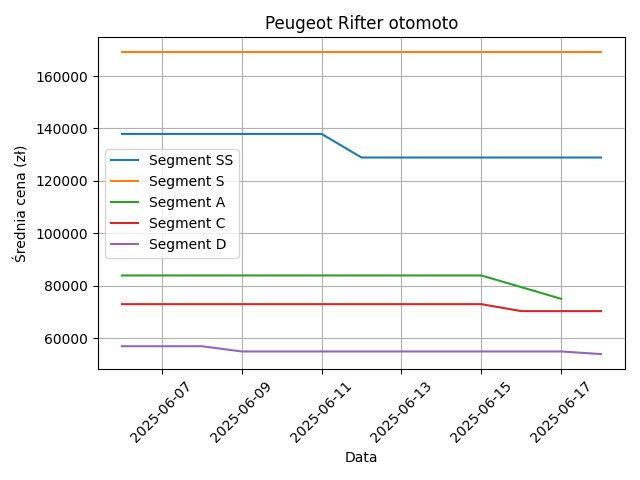 Peugeot Rifter otomoto
Średnia cena (zł)
160000
140000
120000
100000
80000
60000
Segment SS
Segment S
Segment A
Segment C
Segment D
2025-06-07
2025-06-09
2025-06-11
2025-06-13
2025-06-15
2025-06-17
Data